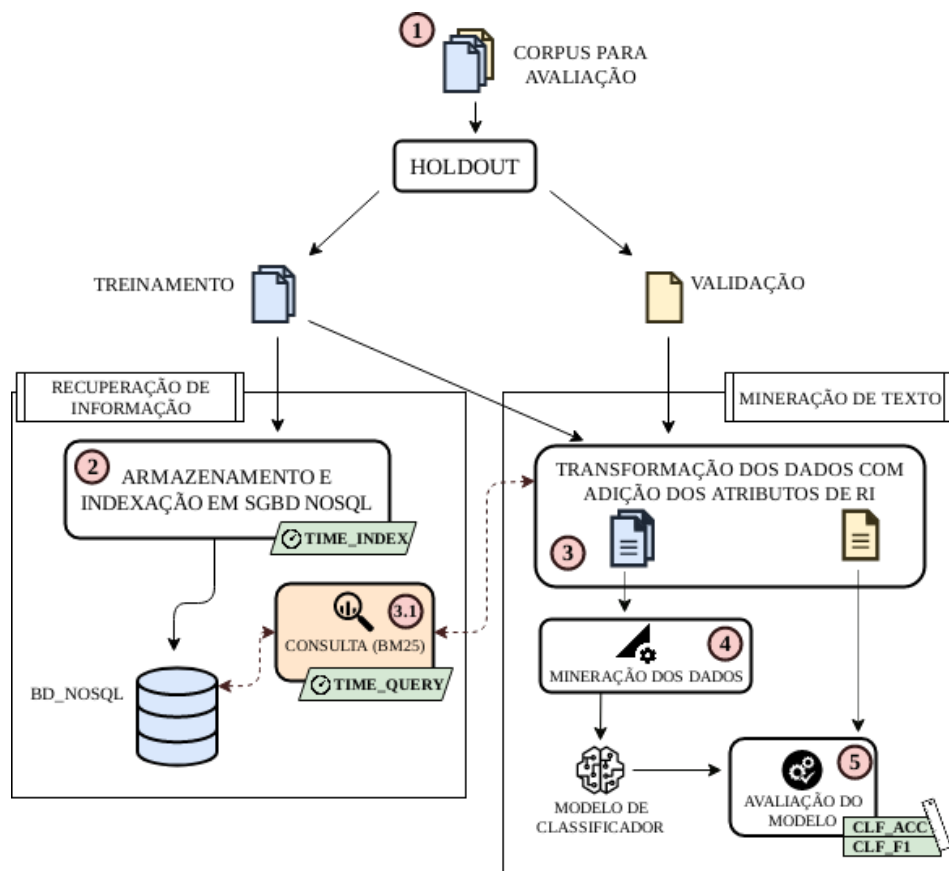 1
CORPUS PARA
AVALIAÇÃO
HOLDOUT
TREINAMENTO
VALIDAÇÃO
RECUPERAÇÃO DE
INFORMAÇÃO
MINERAÇÃO DE TEXTO
2
ARMAZENAMENTO E
INDEXAÇÃO EM SGBD NOSQL
TIME_INDEX
TRANSFORMAÇÃO DOS DADOS COM
ADIÇÃO DOS ATRIBUTOS DE RI
3
3.1
CONSULTA (BM25)
TIME_QUERY
BD_NOSQL
4
MINERAÇÃO DOS DADOS
MODELO DE
CLASSIFICADOR
5
AVALIAÇÃO DO
MODELO
CLF_ACC
CLF_F1